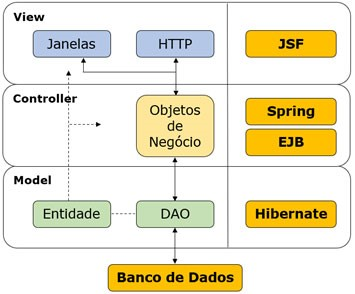 View
Janelas
HTTP
JSF
Controller
Objetos
de
Negócio
Spring
EJB
Model
Entidade
DAO
Hibernate
Banco de Dados